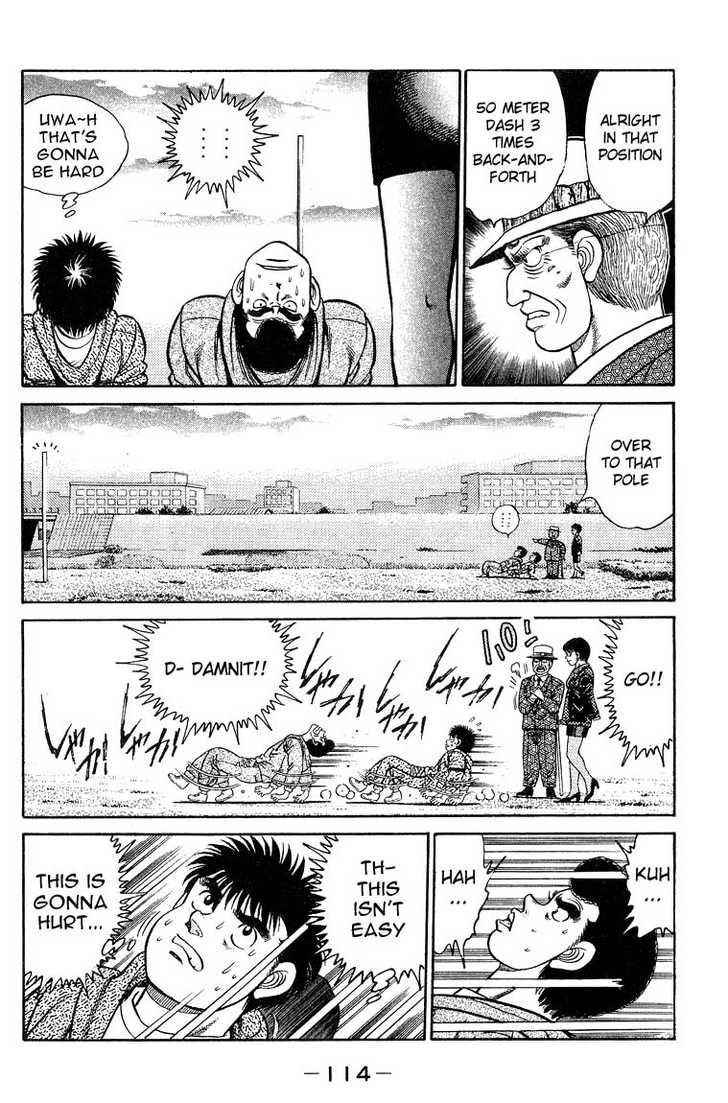 ALRIGHT
IN THAT
POSITION
50 METER
DASH 3
TIMES
BACK-AND-
FORTH
UWA~H
THAT'S
GONNA
BE HARD
OVER
TO THAT
POLE
GO!!
D- DAMNIT!!
KUH
...
HAH
...
TH-
THIS
ISN'T
EASY
THIS IS
GONNA
HURT...
—114—